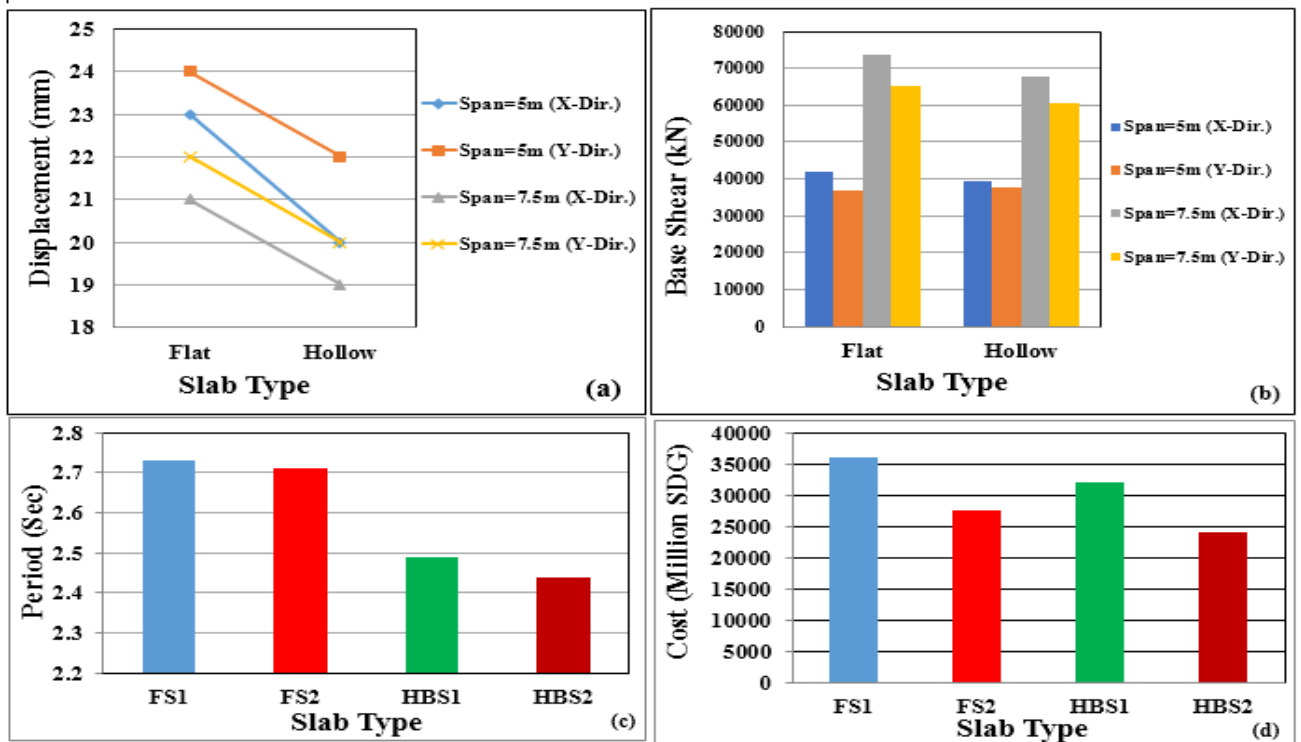 25
24
23
22
21
20
19
18
Displacement (mm)
Flat
Hollow
Slab Type
Span=5m (X-Dir.)
Span=5m (Y-Dir.)
Span=7.5m (X-Dir.)
Span=7.5m (Y-Dir.)
(a)
80000
70000
60000
50000
40000
30000
20000
10000
0
Base Shear (kN)
Flat
Hollow
Slab Type
Span=5m (X-Dir.)
Span=5m (Y-Dir.)
Span=7.5m (X-Dir.)
Span=7.5m (Y-Dir.)
(b)
2.8
2.7
2.6
2.5
2.4
2.3
2.2
Period (Sec)
FS1
FS2
HBS1
HBS2
Slab Type
(c)
40000
35000
30000
25000
20000
15000
10000
5000
0
Cost (Million SDG)
FS1
FS2
HBS1
HBS2
Slab Type
(d)